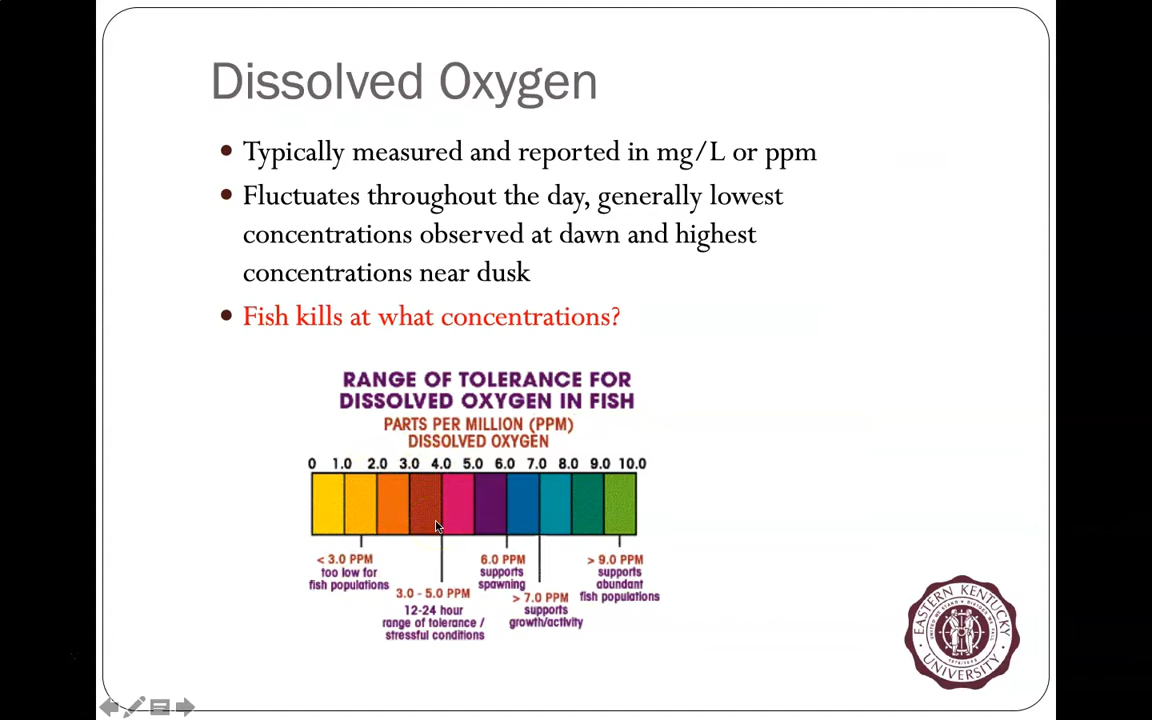 Dissolved Oxygen
• Typically measured and reported in mg/L or ppm
• Fluctuates throughout the day, generally lowest
concentrations observed at dawn and highest
concentrations near dusk
• Fish kills at what concentrations?
RANGE OF TOLERANCE FOR
DISSOLVED OXYGEN IN FISH
PARTS PER MILLION (PPM)
DISSOLVED OXYGEN
0 1.0 2.0 3.0 4.0 5.0 6.0 7.0 8.0 9.0 10.0
< 3.0 PPM
too low for
fish populations
3.0 - 5.0 PPM
12-24 hour
range of tolerance /
stressful conditions
6.0 PPM
supports
spawning
> 7.0 PPM
supports
growth/activity
> 9.0 PPM
supports
abundant
fish populations
EASTERN KENTUCKY
UNIVERSITY